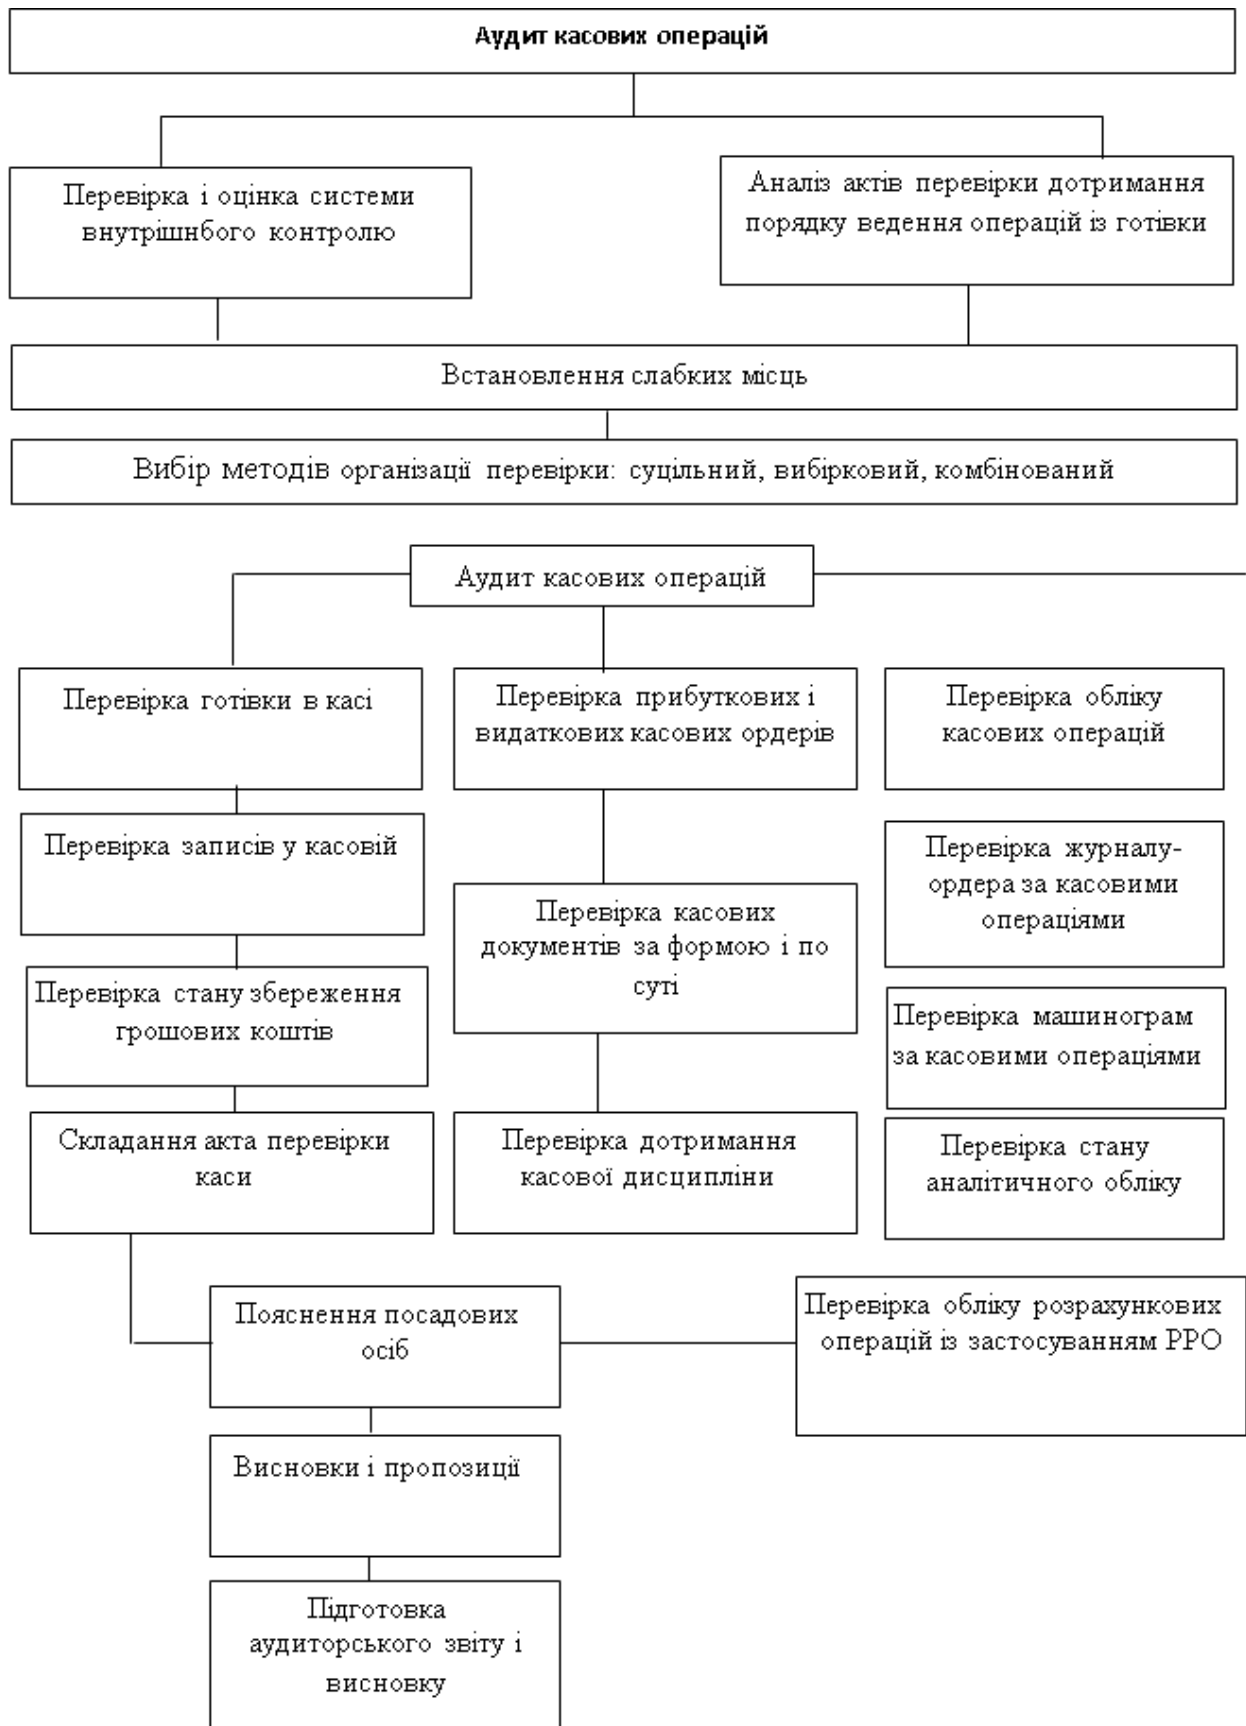 Аудит касових операцій
Перевірка і оцінка системи
внутрішнбого контролю
Аналіз актів перевірки дотримання
порядку ведення операцій із готівки
Встановлення слабких місць
Вибір методів організації перевірки: суцільний, вибірковий, комбінований
Аудит касових операцій
Перевірка готівки в касі
Перевірка записів у касовій
Перевірка стану збереження
грошових коштів
Складання акта перевірки
каси
Перевірка прибуткових і
видаткових касових ордерів
Перевірка касових
документів за формою і по
суті
Перевірка дотримання
касової дисципліни
Перевірка обліку
касових операцій
Перевірка журналу-
ордера за касовими
операціями
Перевірка машинограм
за касовими операціями
Перевірка стану
аналітичного обліку
Пояснення посадових
осіб
Перевірка обліку розрахункових
операцій із застосуванням РРО
Висновки і пропозиції
Підготовка
аудиторського звіту і
висновку